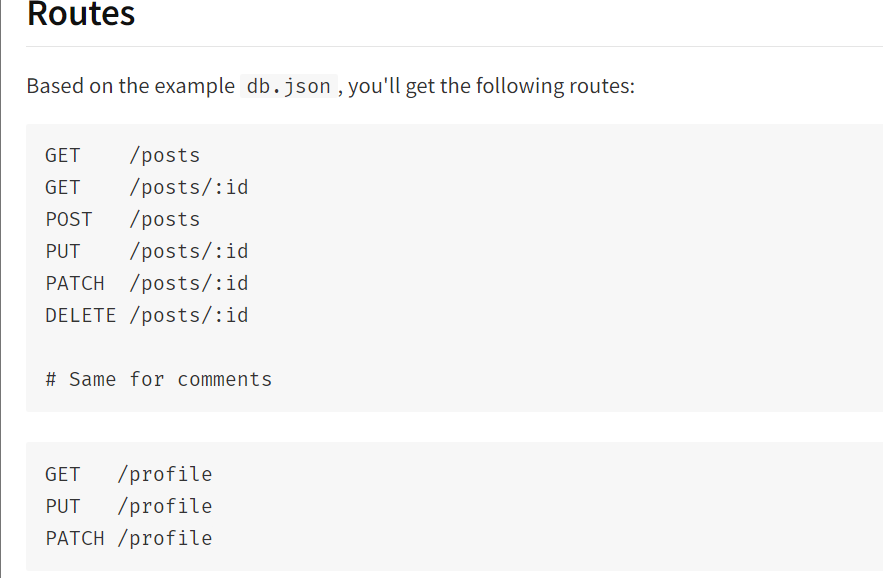 Routes
Based on the example db.json, you'll get the following routes:
GET    /posts
GET    /posts/:id
POST   /posts
PUT    /posts/:id
PATCH  /posts/:id
DELETE /posts/:id
# Same for comments
GET   /profile
PUT   /profile
PATCH /profile